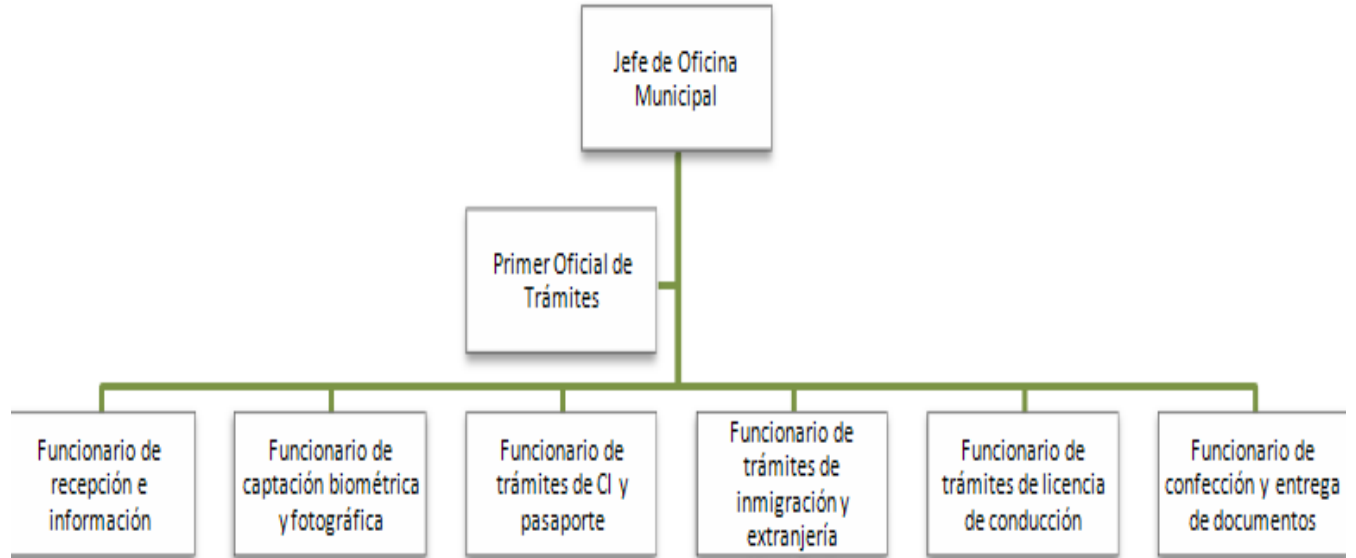 Jefe de Oficina
Municipal
Primer Oficial de
Trámites
Funcionario de
recepción e
información
Funcionario de
captación biométrica
y fotográfica
Funcionario de
trámites de CI y
pasaporte
Funcionario de
trámites de
inmigración y
extranjería
Funcionario de
trámites de licencia
de conducción
Funcionario de
confección y entrega
de documentos